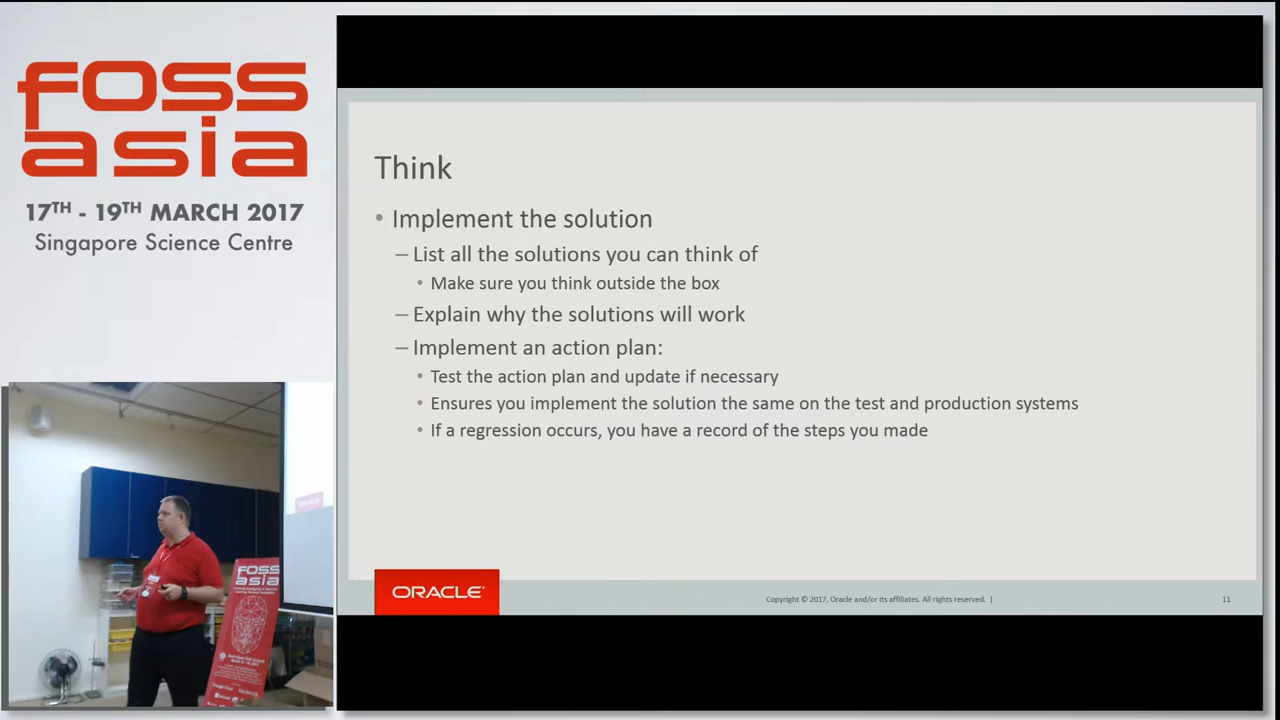 foss
asia
17TH - 19TH MARCH 2017
Singapore Science Centre
Think
• Implement the solution
– List all the solutions you can think of
• Make sure you think outside the box
– Explain why the solutions will work
– Implement an action plan:
• Test the action plan and update if necessary
• Ensures you implement the solution the same on the test and production systems
• If a regression occurs, you have a record of the steps you made
ORACLE®
Copyright © 2017, Oracle and/or its affiliates. All rights reserved. |
11
FOSS
asia